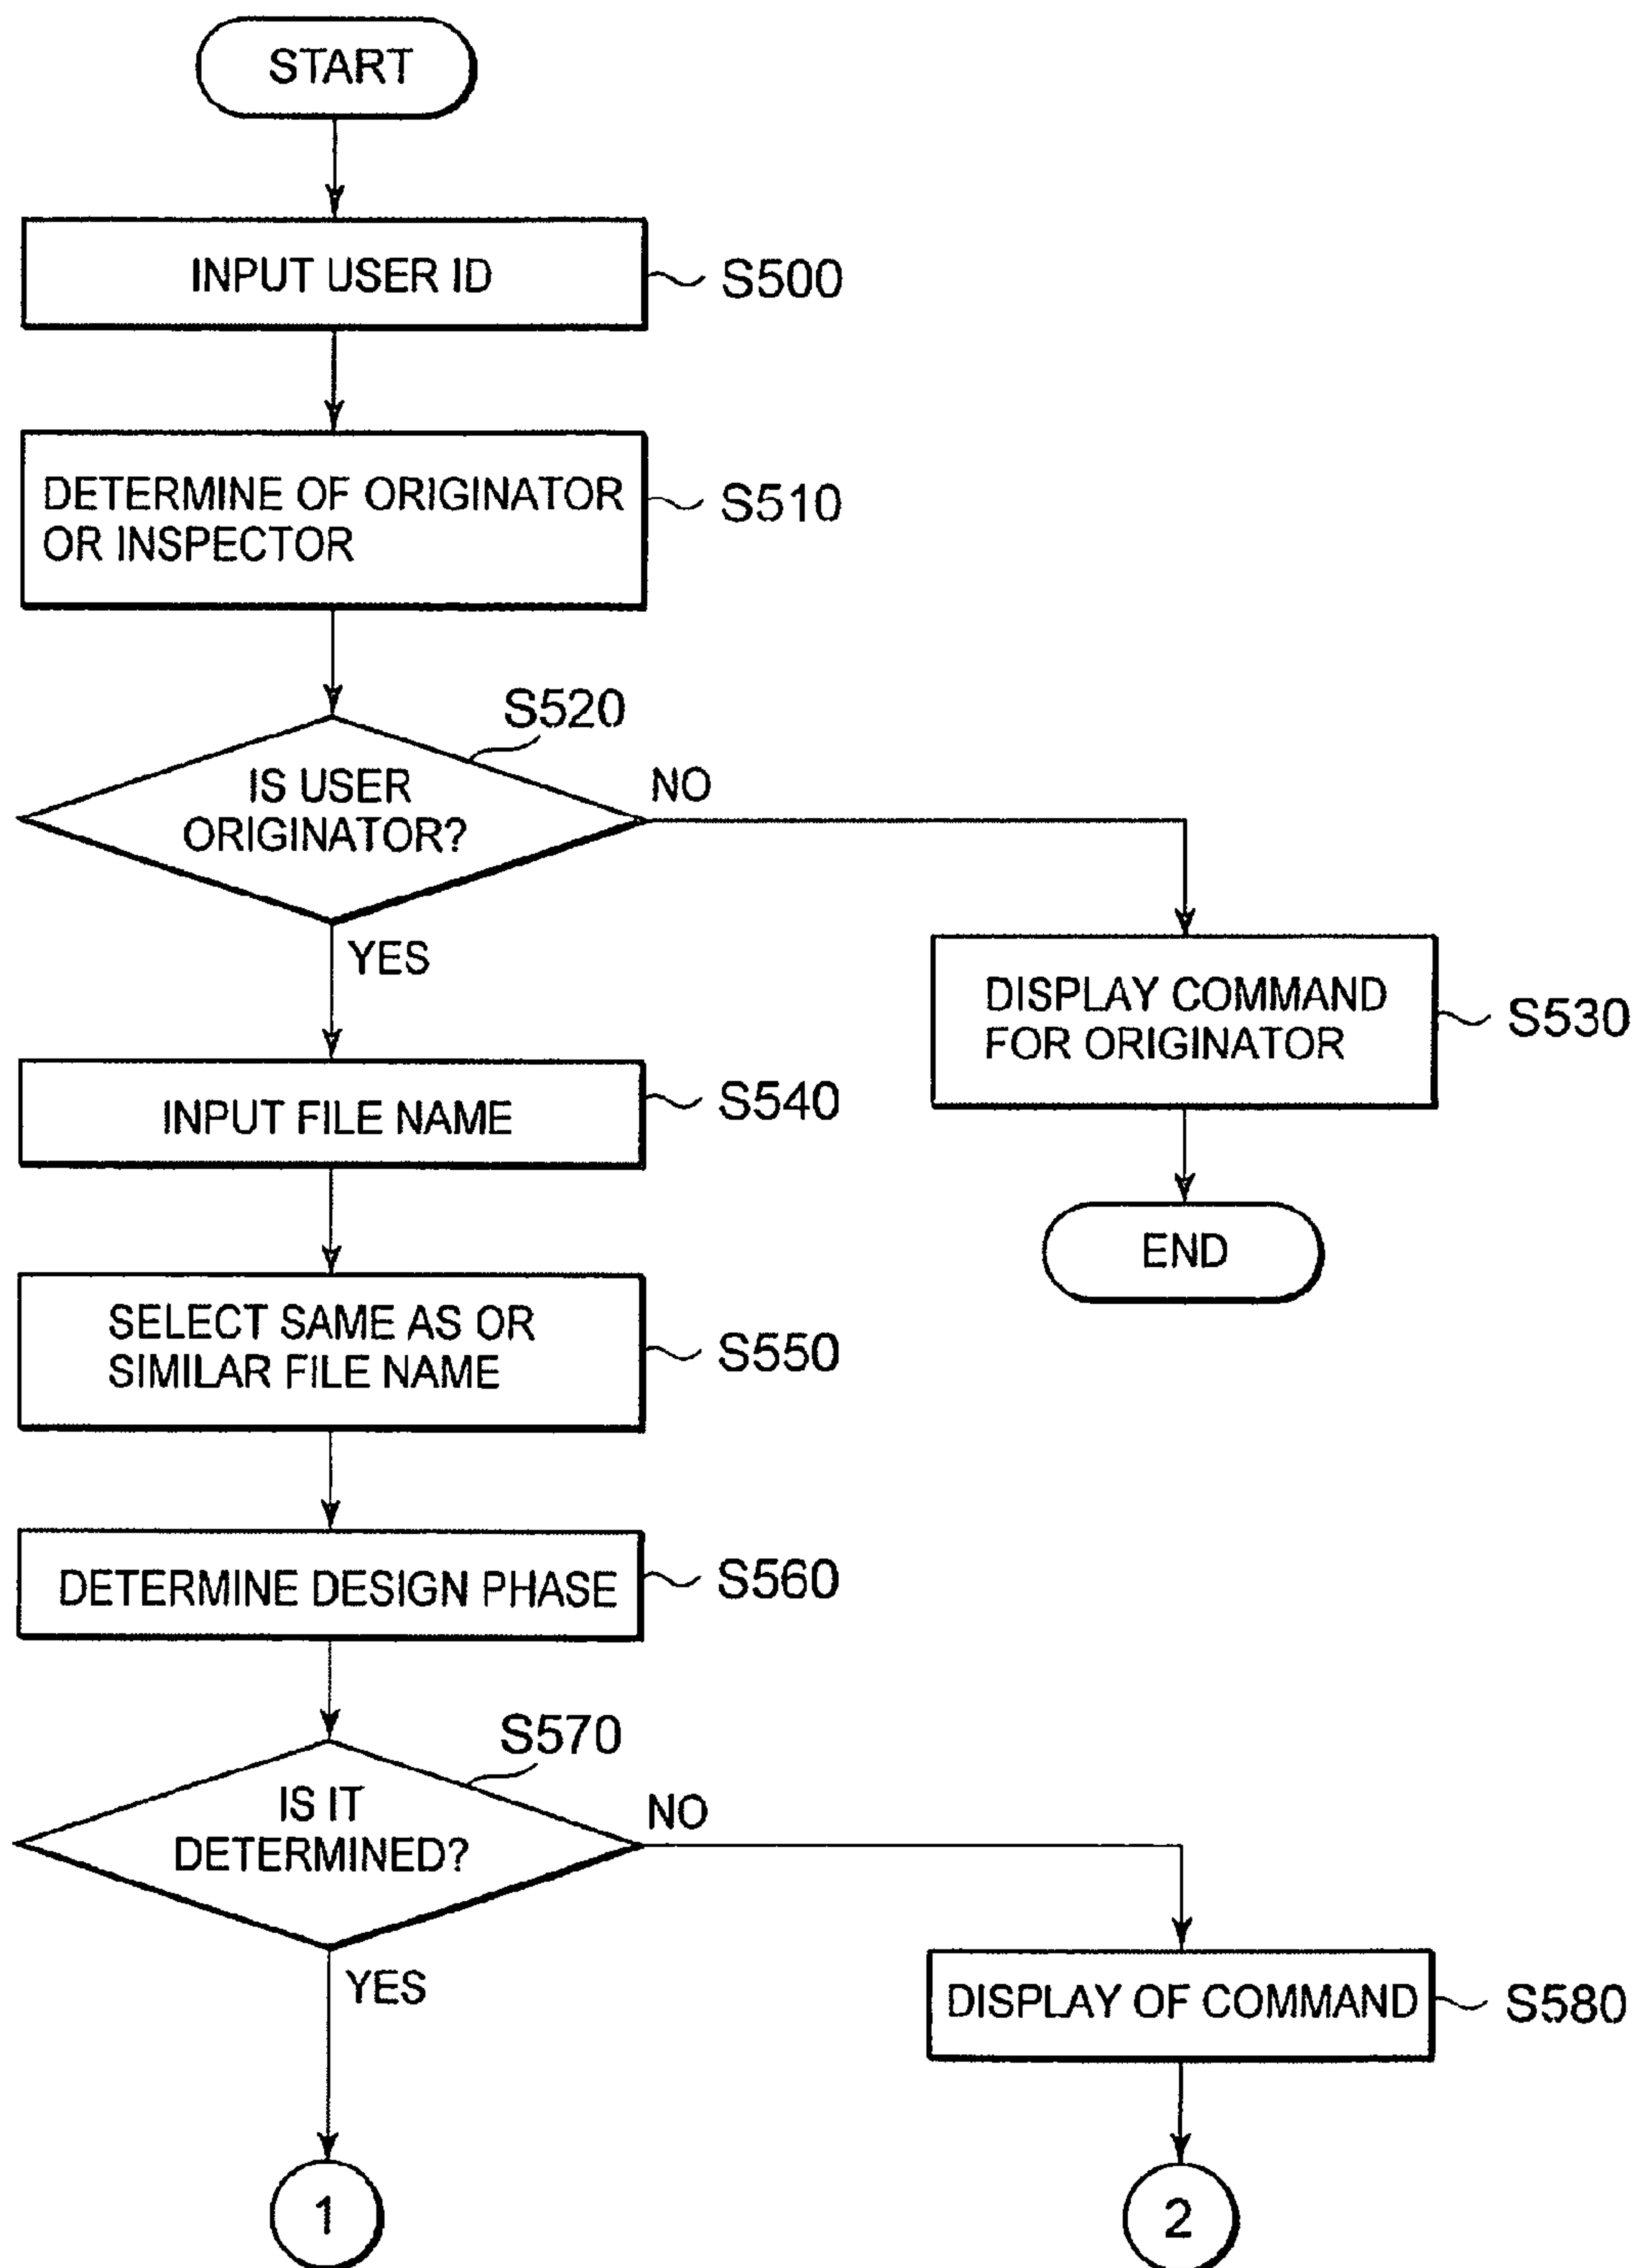 START
INPUT USER ID
S500
DETERMINE OF ORIGINATOR
OR INSPECTOR
S510
S520
IS USER
ORIGINATOR?
NO
YES
DISPLAY COMMAND
FOR ORIGINATOR
S530
INPUT FILE NAME
S540
END
SELECT SAME AS OR
SIMILAR FILE NAME
S550
DETERMINE DESIGN PHASE
S560
S570
IS IT
DETERMINED?
NO
YES
DISPLAY OF COMMAND
S580
1
2